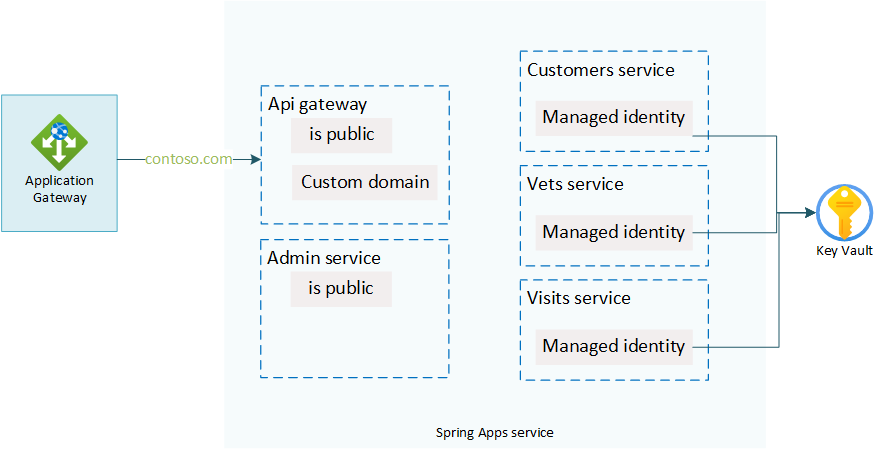 Application
Gateway
contoso.com
Api gateway
is public
Custom domain
Admin service
is public
Customers service
Managed identity
Vets service
Managed identity
Visits service
Managed identity
Key Vault
Spring Apps service